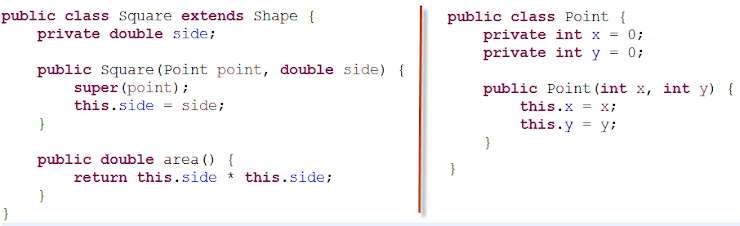 public class Square extends Shape {
    private double side;

    public Square(Point point, double side) {
        super(point);
        this.side = side;
    }

    public double area() {
        return this.side * this.side;
    }
}
public class Point {
    private int x = 0;
    private int y = 0;

    public Point(int x, int y) {
        this.x = x;
        this.y = y;
    }
}